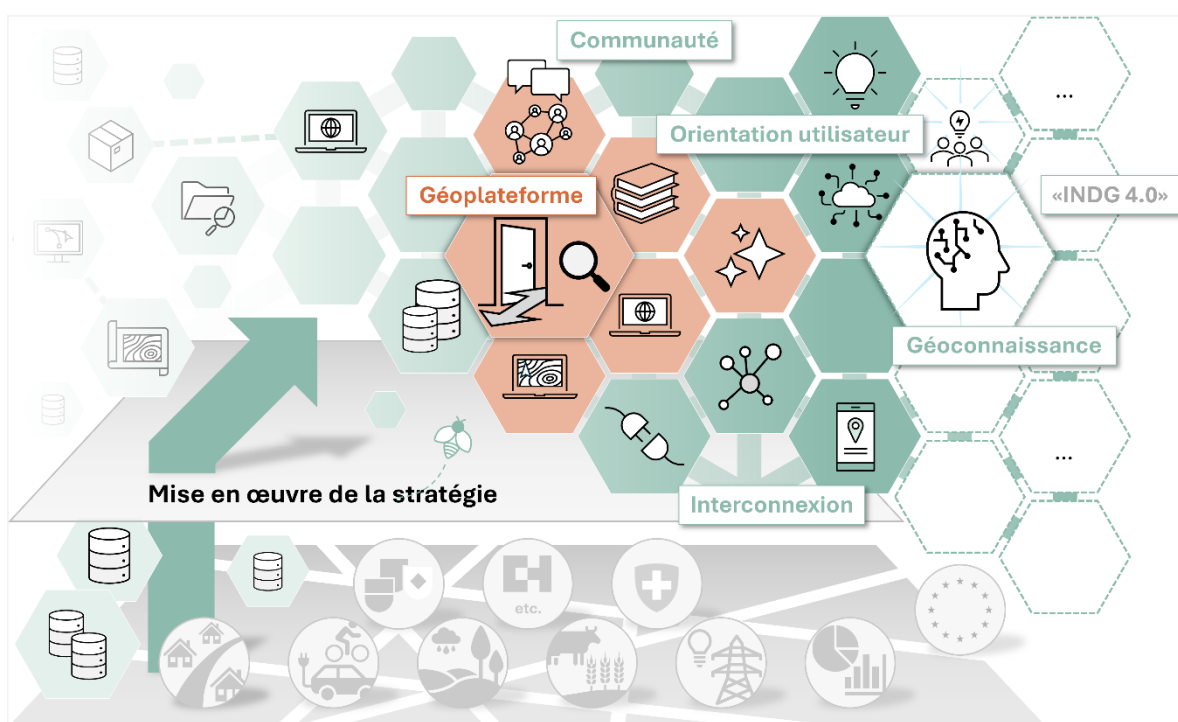 Communauté
...
Orientation utilisateur
Géoplateforme
«INDG 4.0»
Géoconnaissance
...
Mise en œuvre de la stratégie
Interconnexion
etc.